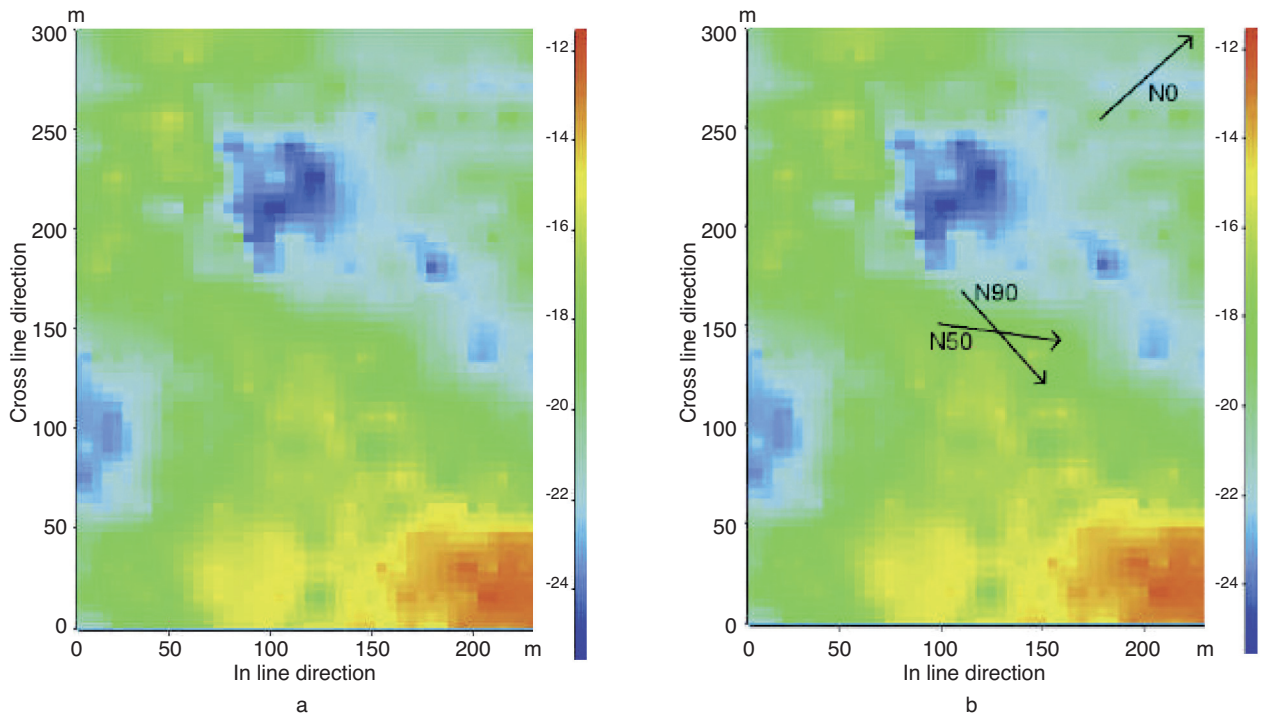 m
300
250
200
150
100
50
0
Cross line direction
0 50 100 150 200 m
In line direction
-12
-14
-16
-18
-20
-22
-24
a
m
300
250
200
150
100
50
0
Cross line direction
N0
N90
N50
0 50 100 150 200 m
In line direction
-12
-14
-16
-18
-20
-22
-24
b